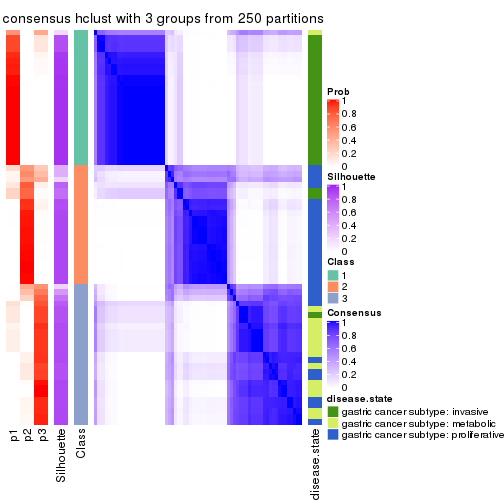 consensus hclust with 3 groups from 250 partitions
Prob
1
0.8
0.6
0.4
0.2
0
Silhouette
1
0.8
0.6
0.4
0.2
0
Class
1
2
3
Consensus
1
0.8
0.6
0.4
0.2
0
disease.state
gastric cancer subtype: invasive
gastric cancer subtype: metabolic
gastric cancer subtype: proliferative
p1
p2
p3
Silhouette
Class
disease.state